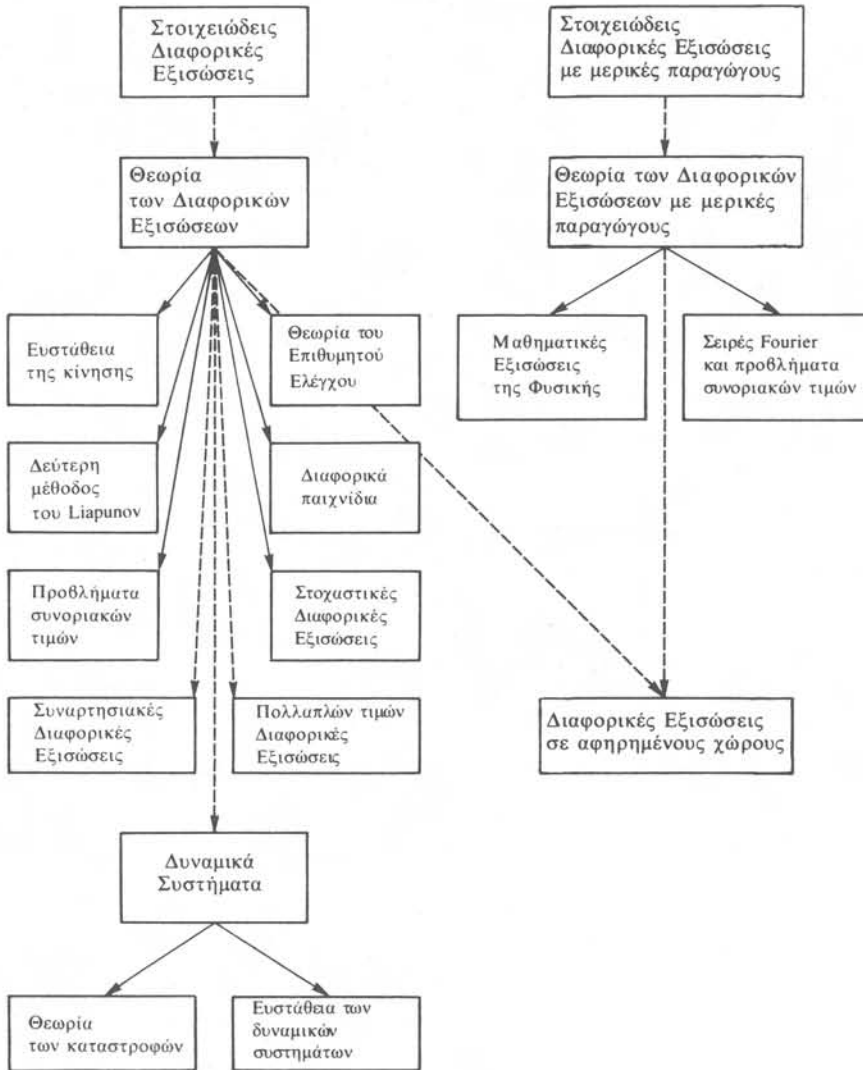 Στοιχειώδεις
Διαφορικές
Εξισώσεις
Στοιχειώδεις
Διαφορικές Εξισώσεις
με μερικές παραγώγους
Θεωρία
των Διαφορικών
Εξισώσεων
Θεωρία των Διαφορικών
Εξισώσεων με μερικές
παραγώγους
Ευστάθεια
της κίνησης
Θεωρία του
Επιθυμητού
Ελέγχου
Μαθηματικές
Εξισώσεις
της Φυσικής
Σειρές Fourier
και προβλήματα
συνοριακών τιμών
Δεύτερη
μέθοδος
του Liapunov
Διαφορικά
παιχνίδια
Προβλήματα
συνοριακών
τιμών
Στοχαστικές
Διαφορικές
Εξισώσεις
Συναρτησιακές
Διαφορικές
Εξισώσεις
Πολλαπλών τιμών
Διαφορικές
Εξισώσεις
Διαφορικές Εξισώσεις
σε αφηρημένους χώρους
Δυναμικά
Συστήματα
Θεωρία
των καταστροφών
Ευστάθεια των
δυναμικών
συστημάτων